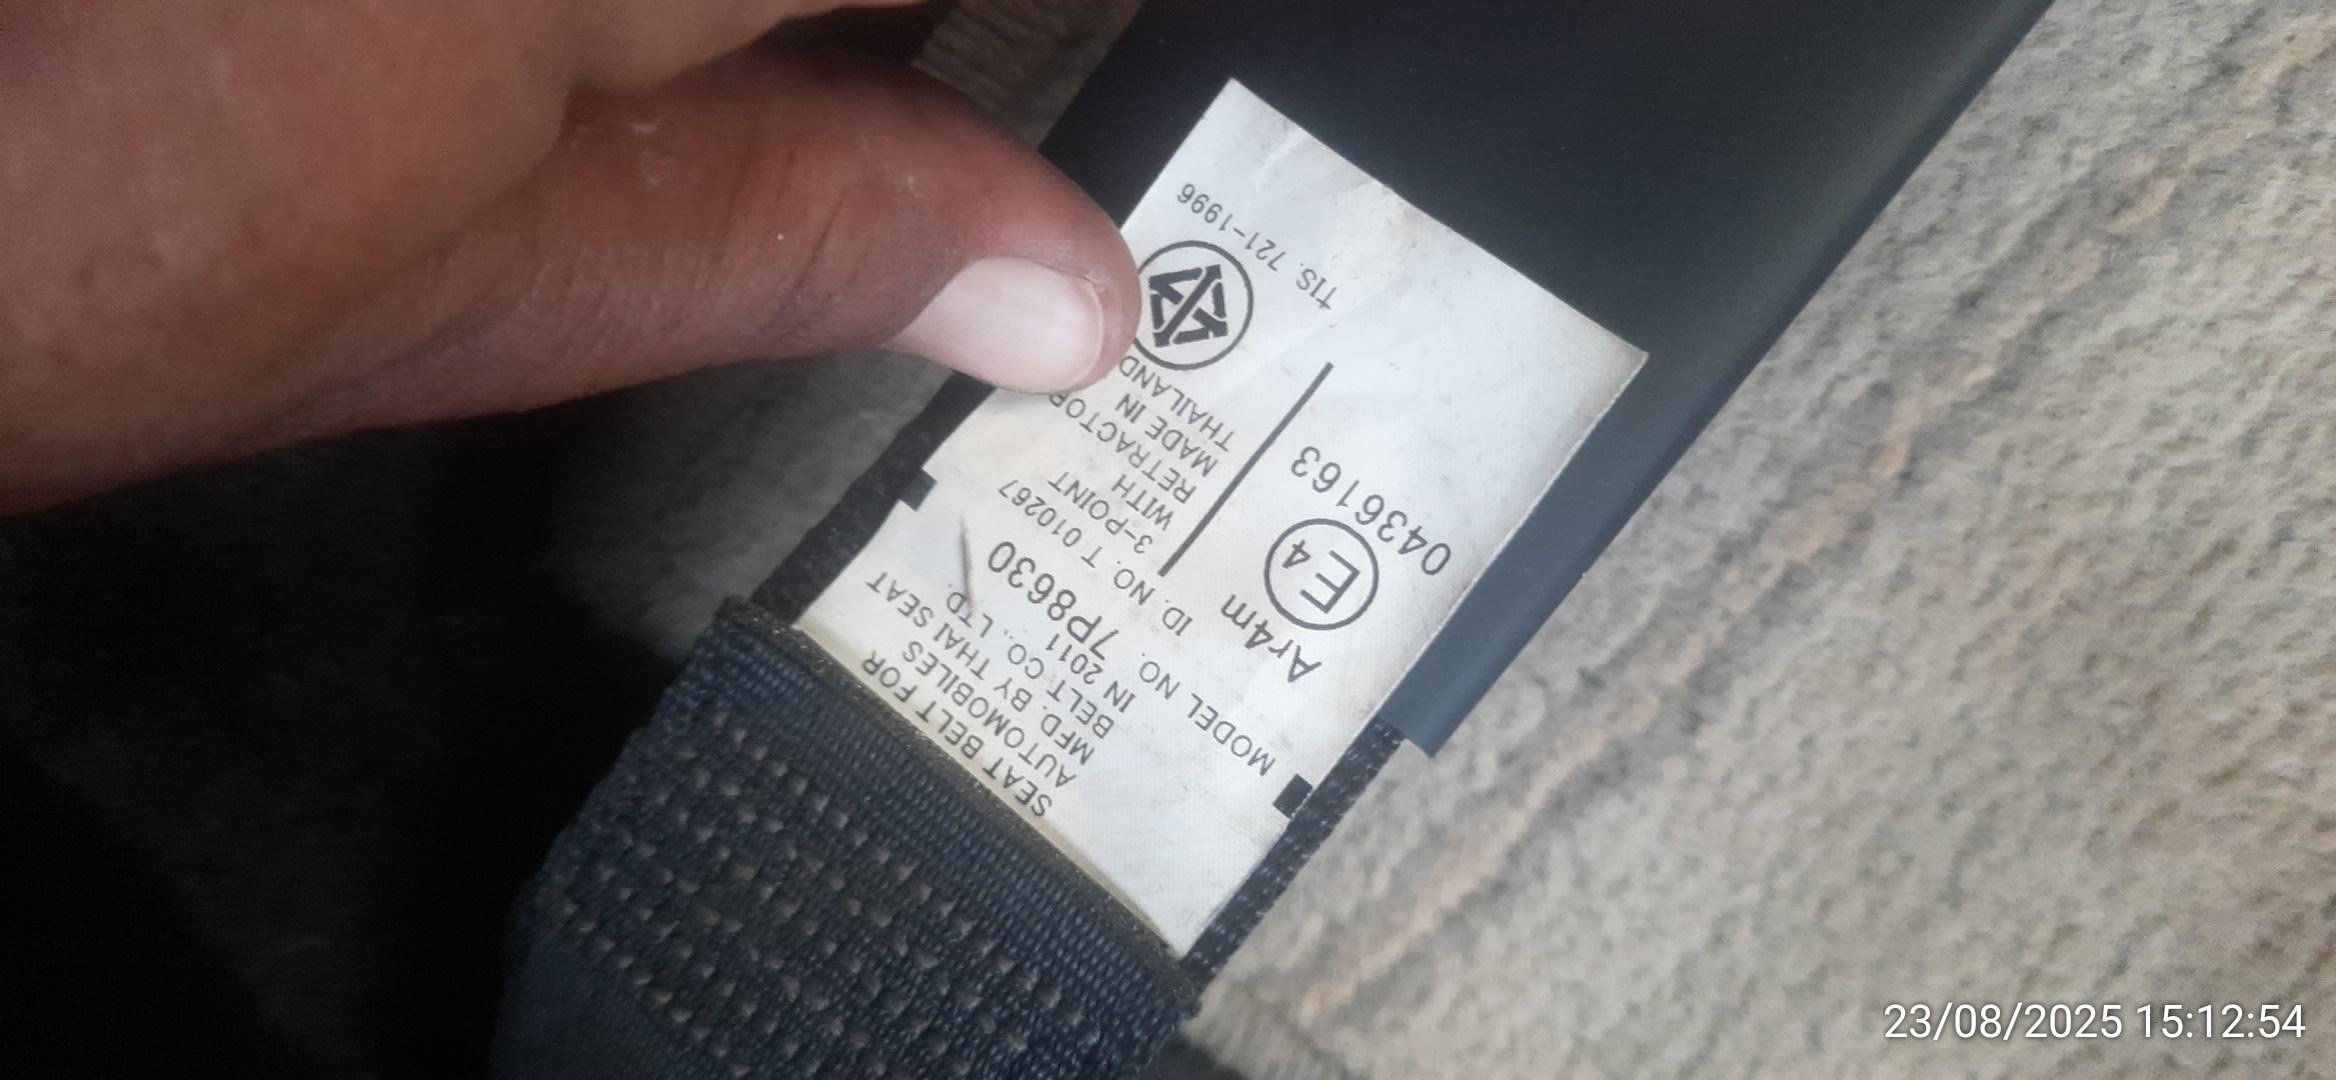 SEAT BELT FOR
AUTOMOBILES
MFD. BY THAI SEAT
BELT CO., LTD.
IN 2011
MODEL NO. 7P8630
ID. NO. T 010267
3-POINT
WITH
RETRACTOR
MADE IN
THAILAND
TIS. 721-1996
Ar4m
E4
0436163
23/08/2025 15:12:54